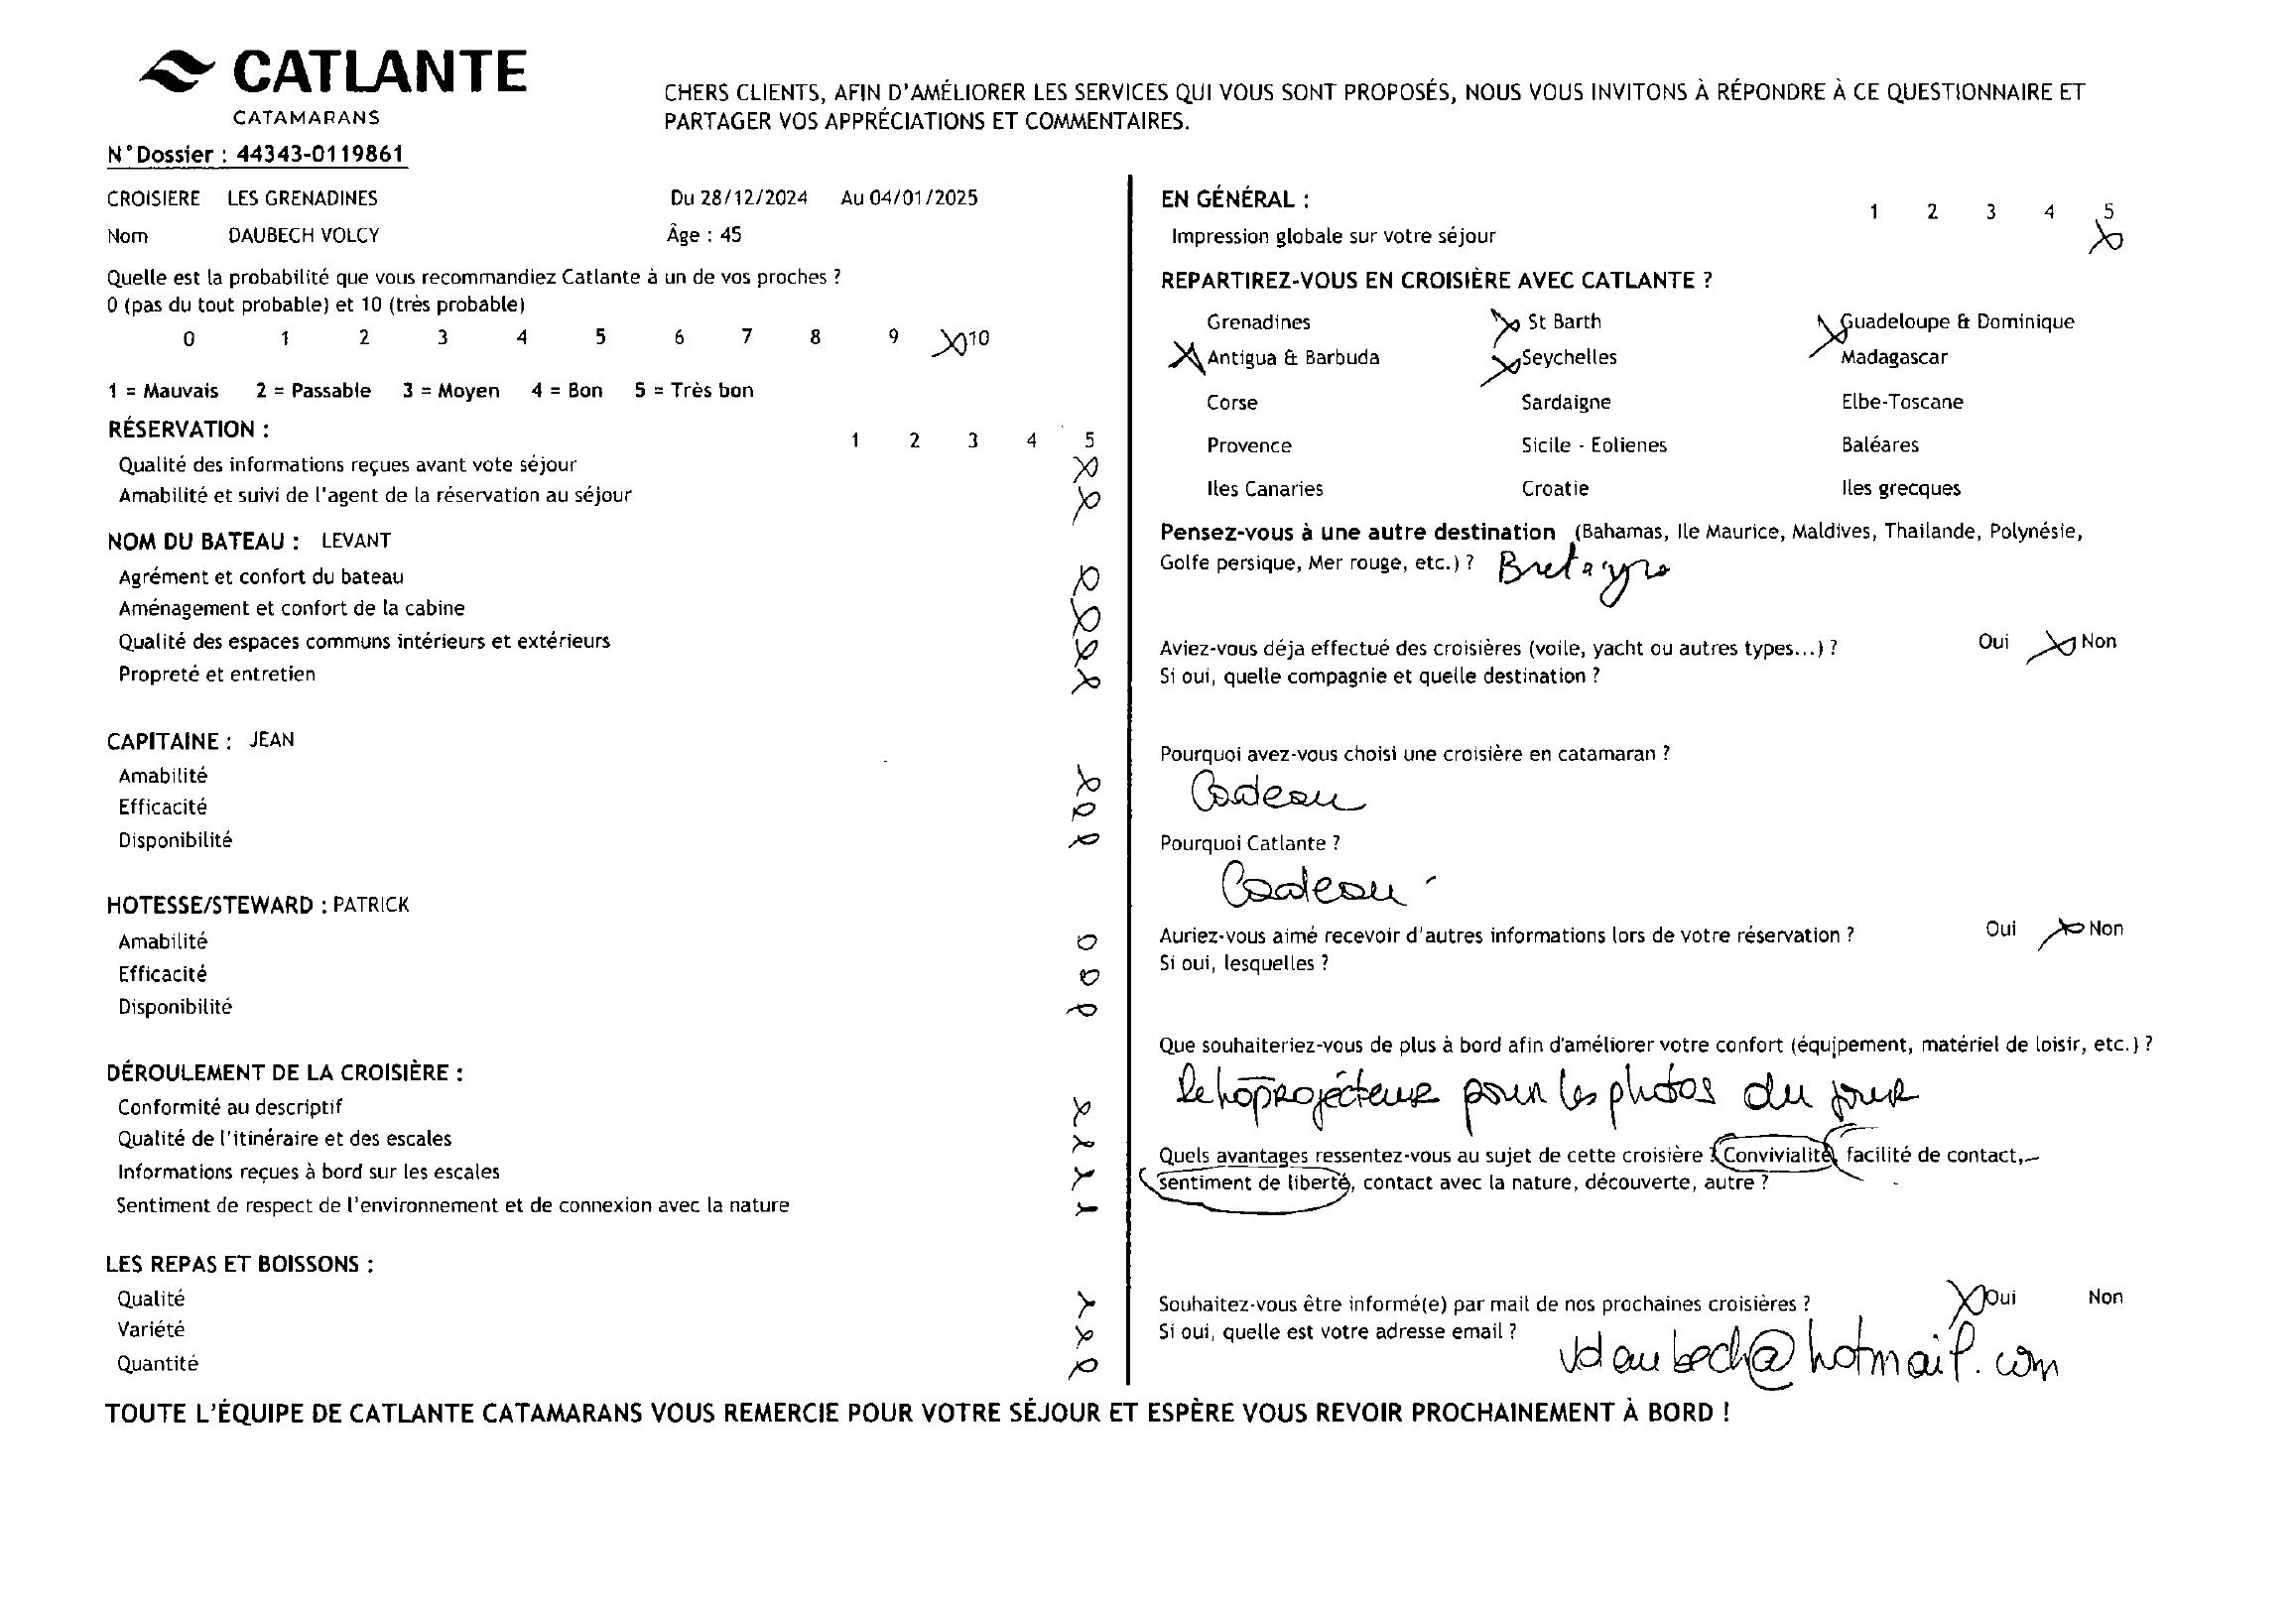 CATLANTE
CATAMARANS
CHERS CLIENTS, AFIN D'AMÉLIORER LES SERVICES QUI VOUS SONT PROPOSÉS, NOUS VOUS INVITONS À RÉPONDRE À CE QUESTIONNAIRE ET
PARTAGER VOS APPRÉCIATIONS ET COMMENTAIRES.
N°Dossier : 44343-0119861
CROISIERE LES GRENADINES Du 28/12/2024 Au 04/01/2025
Nom DAUBECH VOLCY Âge : 45
Quelle est la probabilité que vous recommandiez Catlante à un de vos proches ?
0 (pas du tout probable) et 10 (très probable)
0 1 2 3 4 5 6 7 8 9 10
1 = Mauvais 2 = Passable 3 = Moyen 4 = Bon 5 = Très bon
RÉSERVATION :
1 2 3 4 5
Qualité des informations reçues avant vote séjour
Amabilité et suivi de l'agent de la réservation au séjour
NOM DU BATEAU : LEVANT
Agrément et confort du bateau
Aménagement et confort de la cabine
Qualité des espaces communs intérieurs et extérieurs
Propreté et entretien
CAPITAINE : JEAN
Amabilité
Efficacité
Disponibilité
HOTESSE/STEWARD : PATRICK
Amabilité
Efficacité
Disponibilité
DÉROULEMENT DE LA CROISIÈRE :
Conformité au descriptif
Qualité de l'itinéraire et des escales
Informations reçues à bord sur les escales
Sentiment de respect de l'environnement et de connexion avec la nature
LES REPAS ET BOISSONS :
Qualité
Variété
Quantité
EN GÉNÉRAL :
1 2 3 4 5
Impression globale sur votre séjour
REPARTIREZ-VOUS EN CROISIÈRE AVEC CATLANTE ?
Grenadines St Barth Guadeloupe & Dominique
Antigua & Barbuda Seychelles Madagascar
Corse Sardaigne Elbe-Toscane
Provence Sicile - Eolienes Baléares
Iles Canaries Croatie Iles grecques
Pensez-vous à une autre destination (Bahamas, Ile Maurice, Maldives, Thailande, Polynésie,
Golfe persique, Mer rouge, etc.) ? Bretagne
Aviez-vous déja effectué des croisières (voile, yacht ou autres types...) ? Oui Non
Si oui, quelle compagnie et quelle destination ?
Pourquoi avez-vous choisi une croisière en catamaran ?
Cadeau
Pourquoi Catlante ?
Cadeau
Auriez-vous aimé recevoir d'autres informations lors de votre réservation ? Oui Non
Si oui, lesquelles ?
Que souhaiteriez-vous de plus à bord afin d'améliorer votre confort (équipement, matériel de loisir, etc.) ?
pour les photos du jour
Quels avantages ressentez-vous au sujet de cette croisière ? Convivialité, facilité de contact,
sentiment de liberté, contact avec la nature, découverte, autre ?
Souhaitez-vous être informé(e) par mail de nos prochaines croisières ? Oui Non
Si oui, quelle est votre adresse email ?
vdaubech@hotmail.com
TOUTE L'ÉQUIPE DE CATLANTE CATAMARANS VOUS REMERCIE POUR VOTRE SÉJOUR ET ESPÈRE VOUS REVOIR PROCHAINEMENT À BORD !